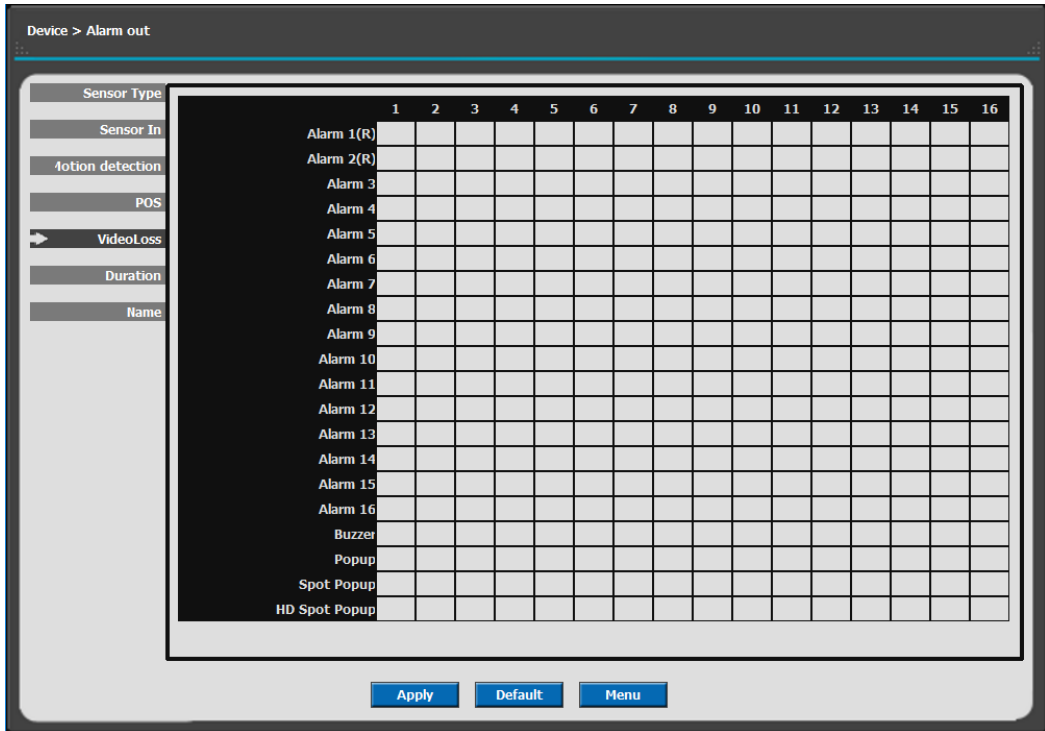 Device > Alarm out
Sensor Type
Sensor In
Motion detection
POS
VideoLoss
Duration
Name
1 2 3 4 5 6 7 8 9 10 11 12 13 14 15 16
Alarm 1(R)
Alarm 2(R)
Alarm 3
Alarm 4
Alarm 5
Alarm 6
Alarm 7
Alarm 8
Alarm 9
Alarm 10
Alarm 11
Alarm 12
Alarm 13
Alarm 14
Alarm 15
Alarm 16
Buzzer
Popup
Spot Popup
HD Spot Popup
Apply Default Menu